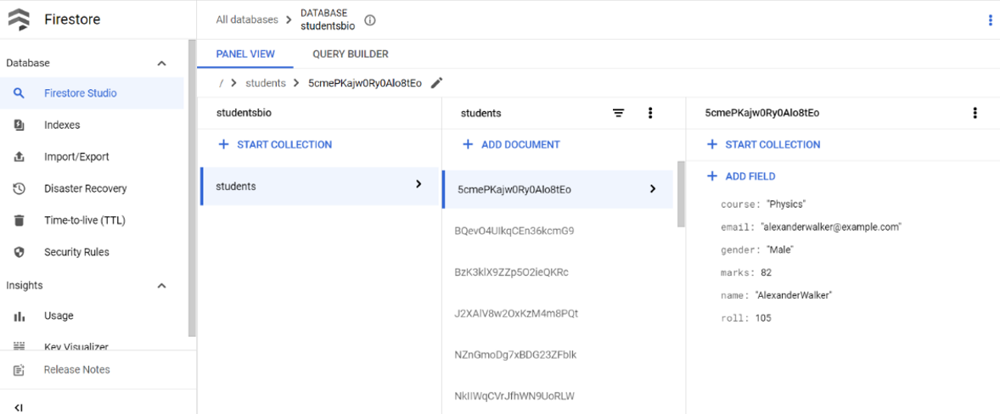 Firestore
All databases > DATABASE
studentsbio
Database
Firestore Studio
Indexes
Import/Export
Disaster Recovery
Time-to-live (TTL)
Security Rules
Insights
Usage
Key Visualizer
Release Notes
PANEL VIEW QUERY BUILDER
/ > students > 5cmePKajw0Ry0Alo8tEo
studentsbio
+ START COLLECTION
students
students
+ ADD DOCUMENT
5cmePKajw0Ry0Alo8tEo
BQevO4UIkqCEn36kcmG9
BzK3klX9ZZp5O2ieQKRc
J2XAlV8w2OxKzM4m8PQt
NZnGmoDg7xBDG23ZFblk
NkIIWqCVrJfhWN9UoRLW
5cmePKajw0Ry0Alo8tEo
+ START COLLECTION
+ ADD FIELD
course: "Physics"
email: "alexanderwalker@example.com"
gender: "Male"
marks: 82
name: "AlexanderWalker"
roll: 105